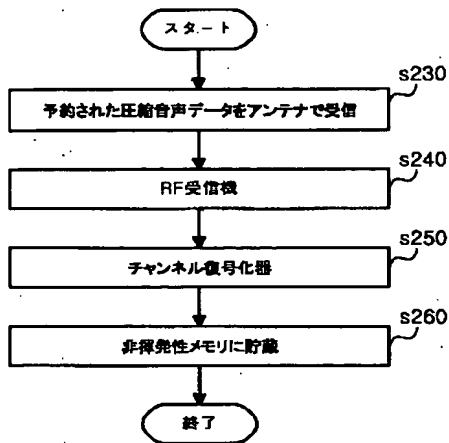 スタート
s230
予約された圧縮音声データをアンテナで受信
s240
RF受信機
s250
チャンネル復号化器
s260
非揮発性メモリに貯蔵
終了